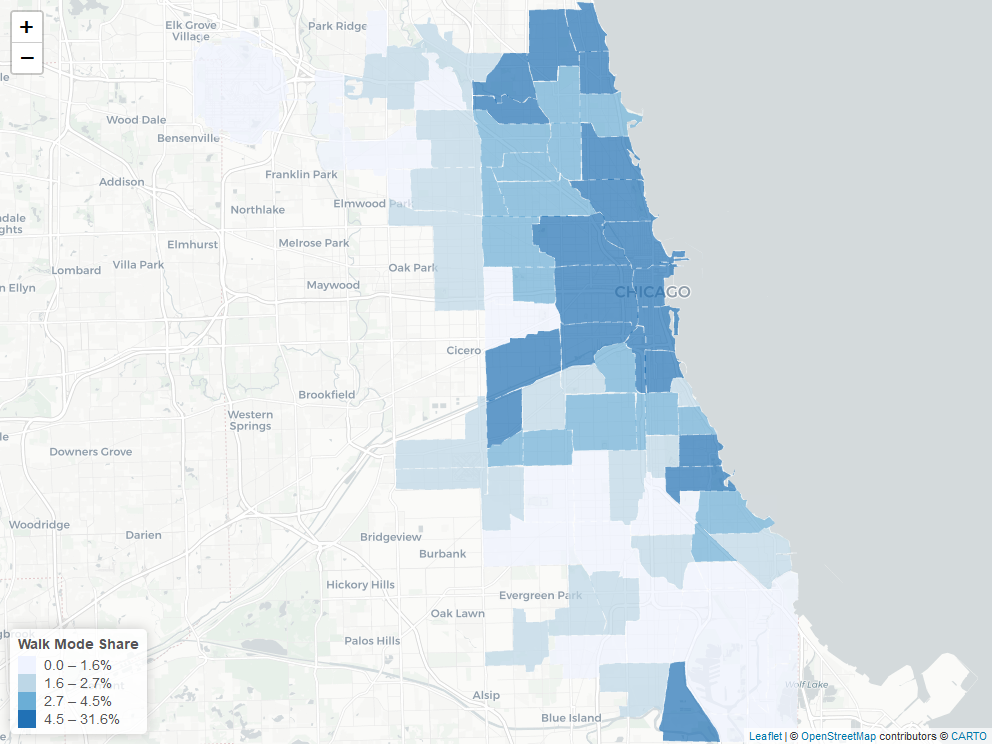 +
−
Elk Grove
Village
Park Ridge
Wood Dale
Bensenville
Addison
Franklin Park
Northlake
Elmwood Park
Elmhurst
Melrose Park
Lombard
Villa Park
Oak Park
Maywood
CHICAGO
Cicero
Brookfield
Western
Springs
Downers Grove
Woodridge
Darien
Bridgeview
Burbank
Hickory Hills
Evergreen Park
Oak Lawn
Palos Hills
Alsip
Blue Island
Wolf Lake
Walk Mode Share
0.0 – 1.6%
1.6 – 2.7%
2.7 – 4.5%
4.5 – 31.6%
Leaflet | © OpenStreetMap contributors © CARTO